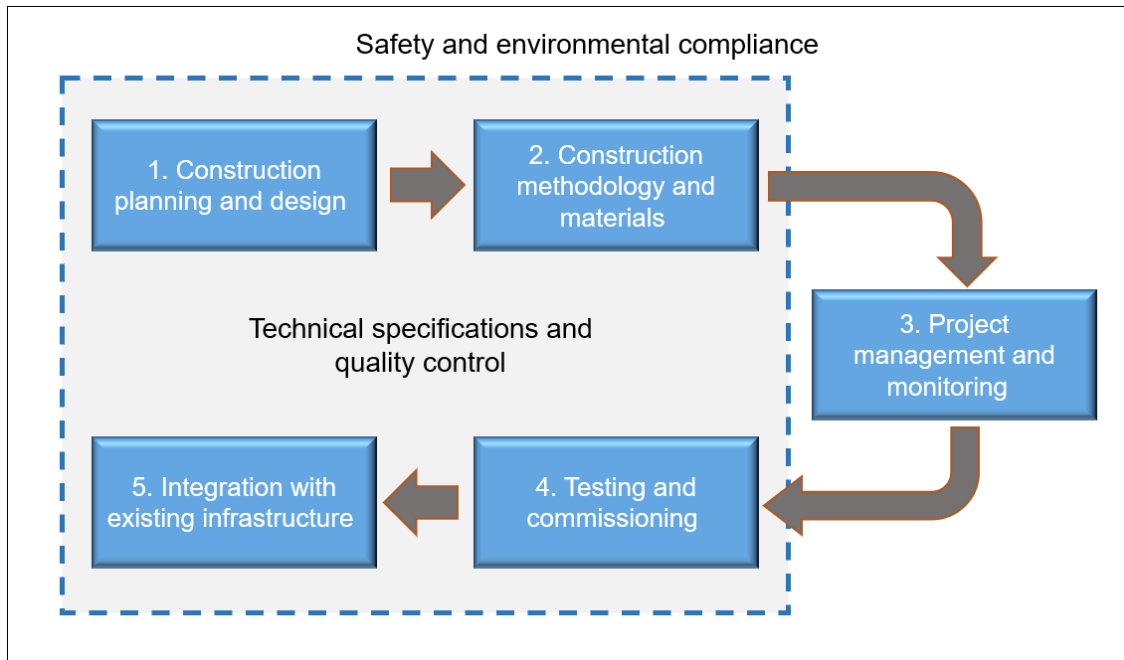 Safety and environmental compliance
1. Construction
planning and design
2. Construction
methodology and
materials
3. Project
management and
monitoring
Technical specifications and
quality control
5. Integration with
existing infrastructure
4. Testing and
commissioning